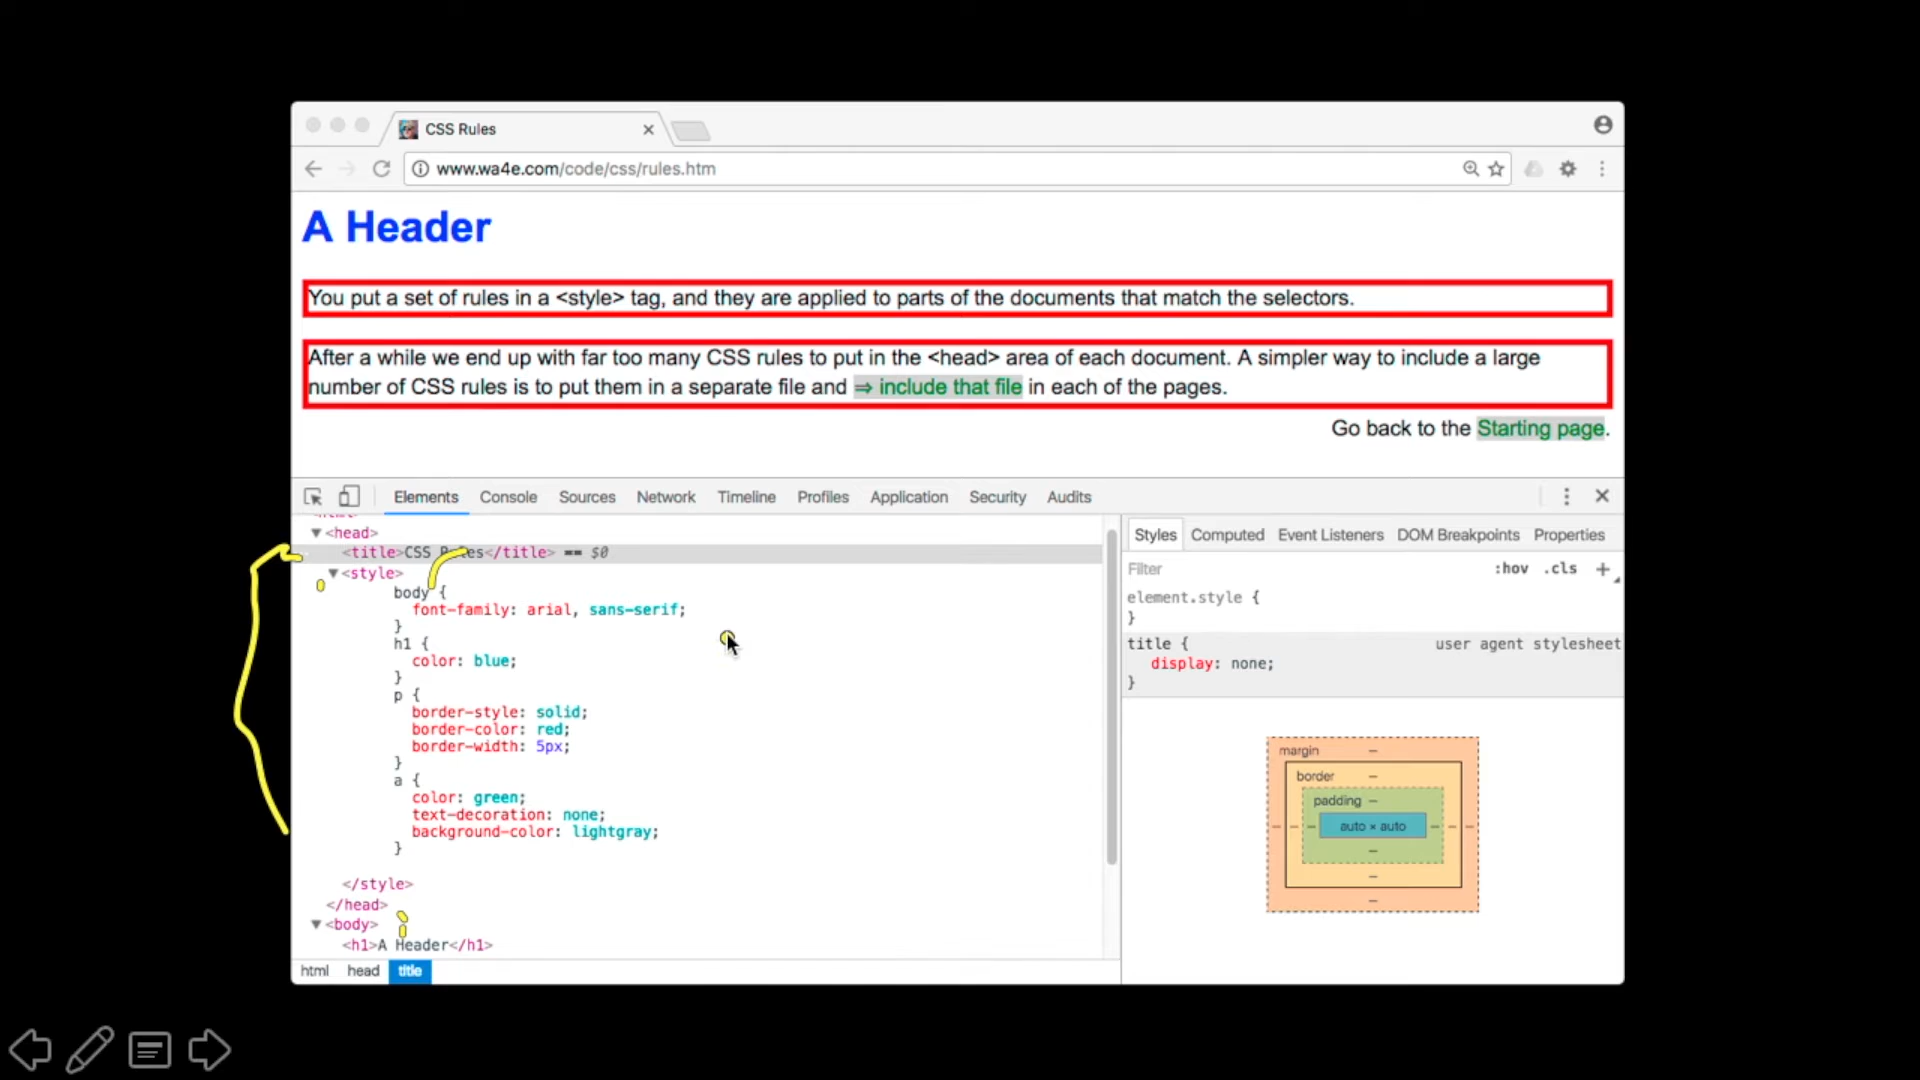 CSS Rules
www.wa4e.com/code/css/rules.htm
A Header
You put a set of rules in a <style> tag, and they are applied to parts of the documents that match the selectors.
After a while we end up with far too many CSS rules to put in the <head> area of each document. A simpler way to include a large
number of CSS rules is to put them in a separate file and ⇒ include that file in each of the pages.
Go back to the Starting page.
Elements Console Sources Network Timeline Profiles Application Security Audits
<head>
<title>CSS Rules</title> == $0
<style>
body {
font-family: arial, sans-serif;
}
h1 {
color: blue;
}
p {
border-style: solid;
border-color: red;
border-width: 5px;
}
a {
color: green;
text-decoration: none;
background-color: lightgray;
}
</style>
</head>
<body>
<h1>A Header</h1>
html head title
Styles Computed Event Listeners DOM Breakpoints Properties
Filter :hov .cls +
element.style {
}
title { user agent stylesheet
display: none;
}
margin –
border –
padding –
– – – auto × auto – – –
–
–
–